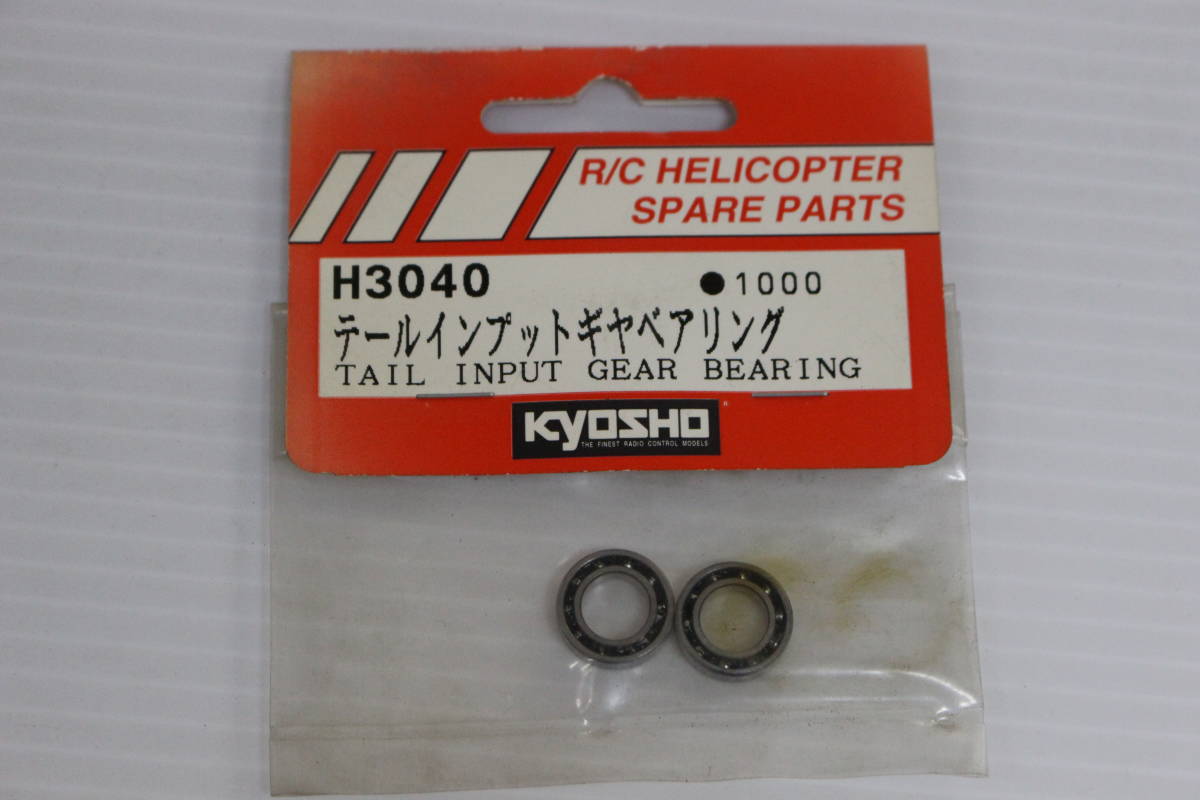 R/C HELICOPTER
SPARE PARTS
H3040 ●1000
テールインプットギヤベアリング
TAIL INPUT GEAR BEARING
KYOSHO ®
THE FINEST RADIO CONTROL MODELS